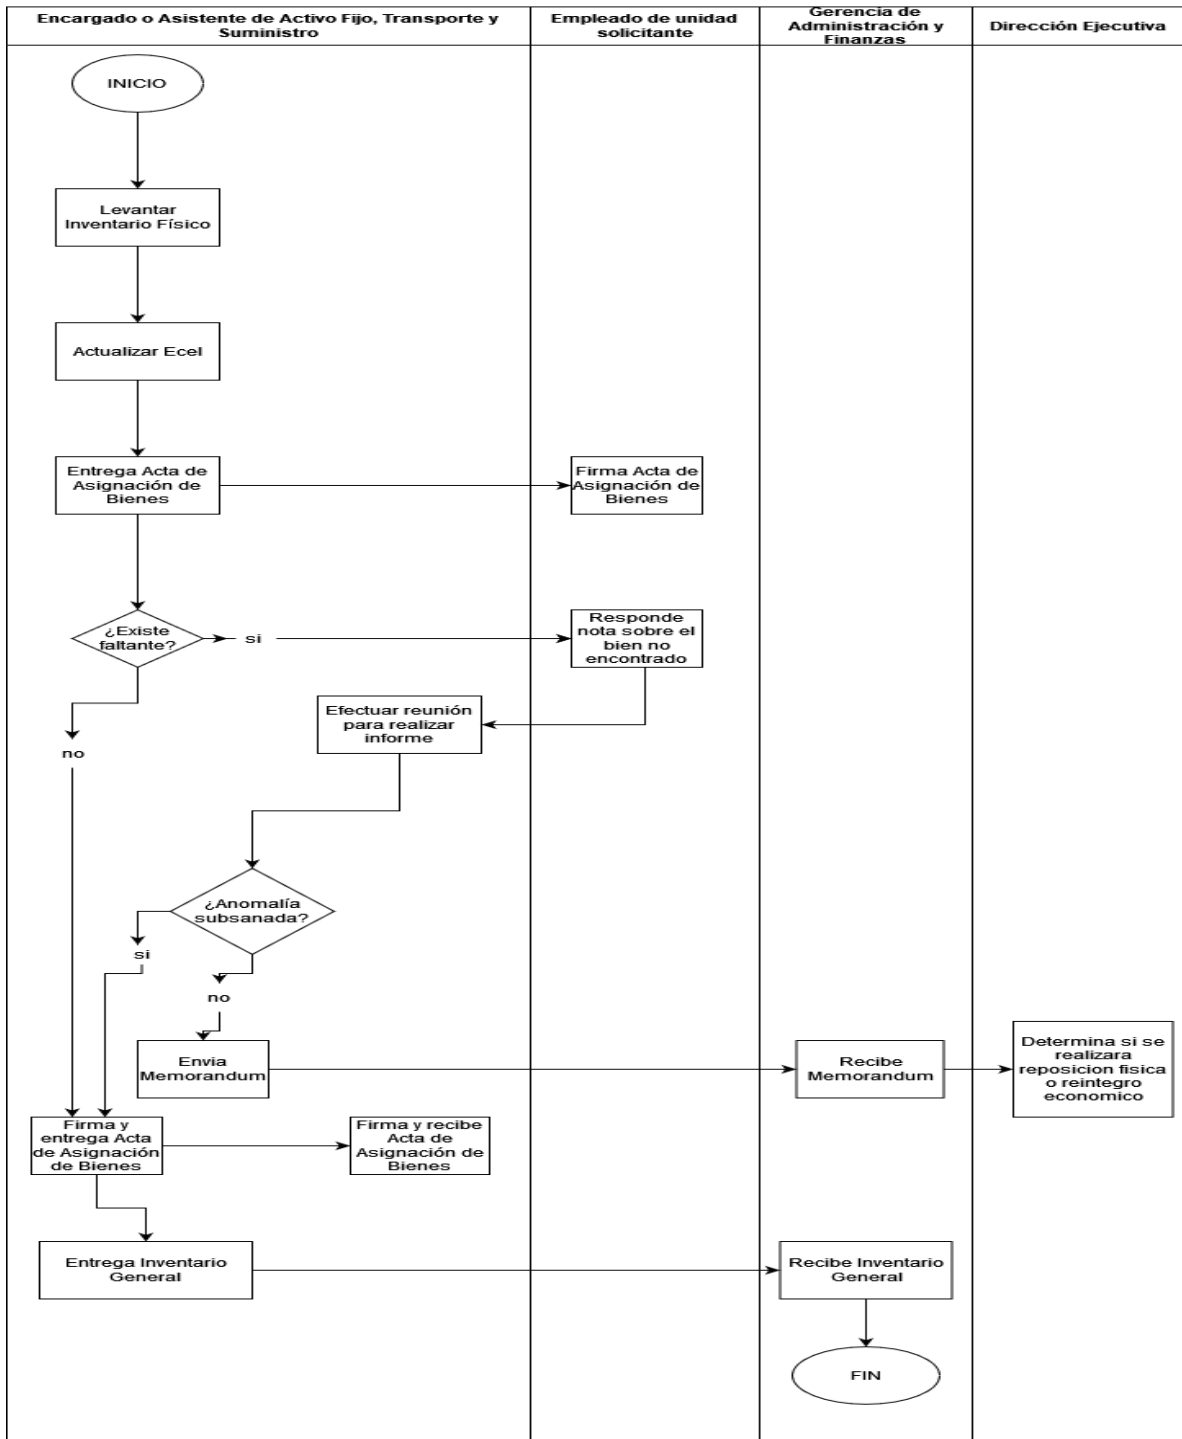 Encargado o Asistente de Activo Fijo, Transporte y
Suministro
Empleado de unidad
solicitante
Gerencia de
Administración y
Finanzas
Dirección Ejecutiva
INICIO
Levantar
Inventario Físico
Actualizar Ecel
Entrega Acta de
Asignación de
Bienes
Firma Acta de
Asignación de
Bienes
¿Existe
faltante?
si
Responde
nota sobre el
bien no
encontrado
Efectuar reunión
para realizar
informe
no
¿Anomalía
subsanada?
si
no
Envia
Memorandum
Recibe
Memorandum
Determina si se
realizara
reposicion fisica
o reintegro
economico
Firma y
entrega Acta
de Asignación
de Bienes
Firma y recibe
Acta de
Asignación de
Bienes
Entrega Inventario
General
Recibe Inventario
General
FIN